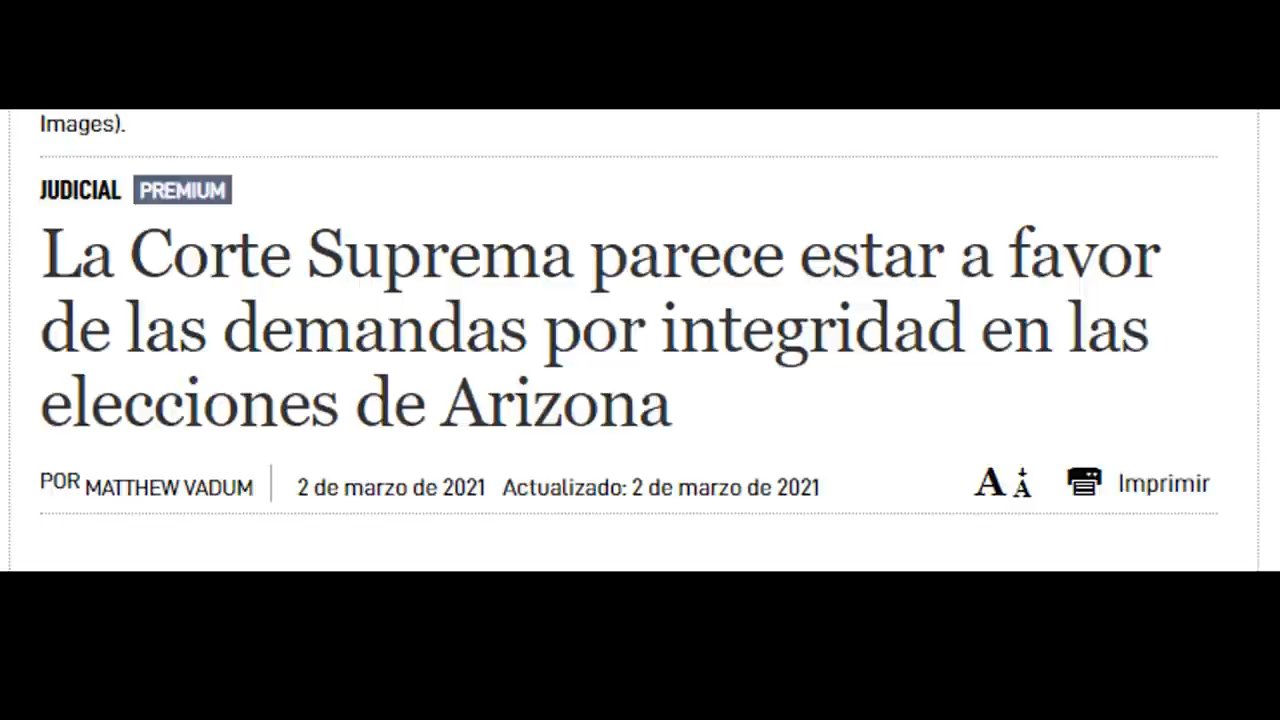 Images).
JUDICIAL PREMIUM
La Corte Suprema parece estar a favor
de las demandas por integridad en las
elecciones de Arizona
POR MATTHEW VADUM 2 de marzo de 2021 Actualizado: 2 de marzo de 2021 A A Imprimir